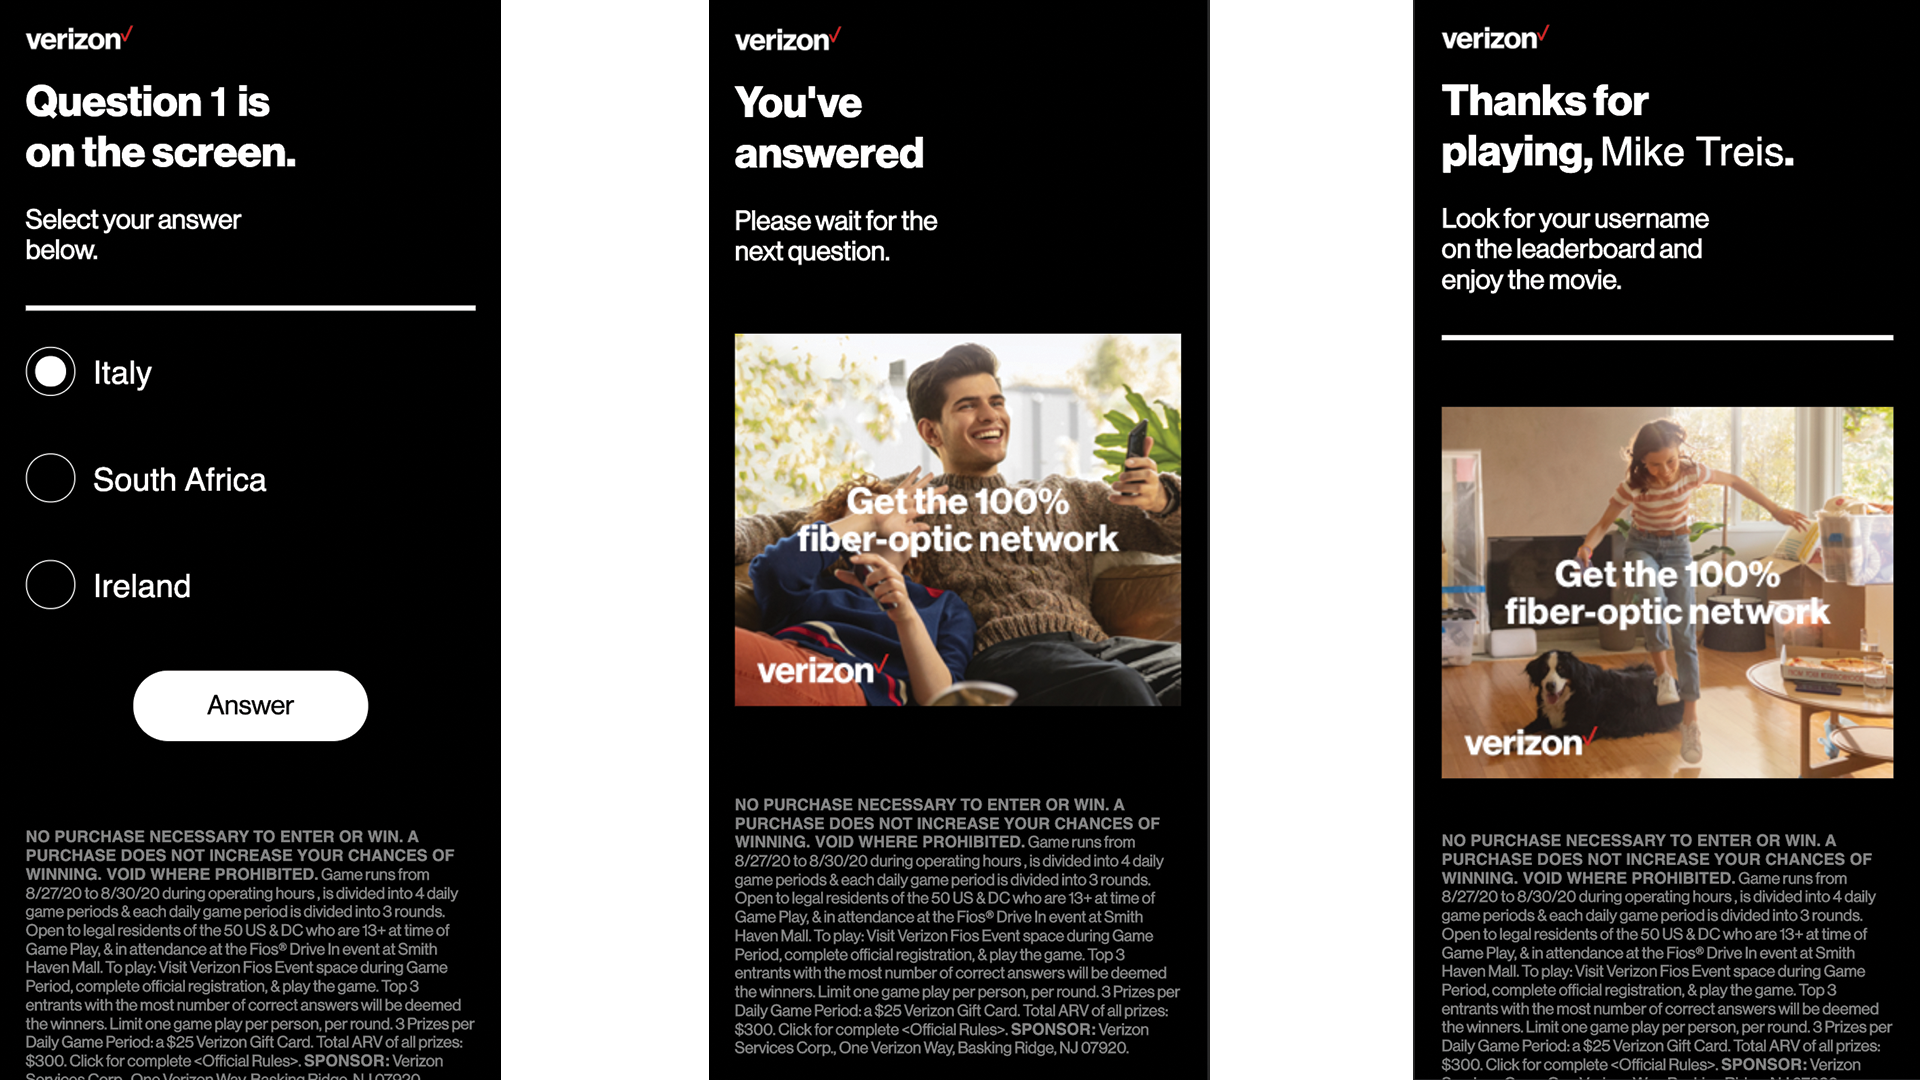 verizon✓
Question 1 is
on the screen.
Select your answer
below.
Italy
South Africa
Ireland
Answer
NO PURCHASE NECESSARY TO ENTER OR WIN. A
PURCHASE DOES NOT INCREASE YOUR CHANCES OF
WINNING. VOID WHERE PROHIBITED. Game runs from
8/27/20 to 8/30/20 during operating hours , is divided into 4 daily
game periods & each daily game period is divided into 3 rounds.
Open to legal residents of the 50 US & DC who are 13+ at time of
Game Play, & in attendance at the Fios® Drive In event at Smith
Haven Mall. To play: Visit Verizon Fios Event space during Game
Period, complete official registration, & play the game. Top 3
entrants with the most number of correct answers will be deemed
the winners. Limit one game play per person, per round. 3 Prizes per
Daily Game Period: a $25 Verizon Gift Card. Total ARV of all prizes:
$300. Click for complete <Official Rules>. SPONSOR: Verizon
Services Corp., One Verizon Way, Basking Ridge, NJ 07920.
verizon✓
You've
answered
Please wait for the
next question.
Get the 100%
fiber-optic network
verizon✓
NO PURCHASE NECESSARY TO ENTER OR WIN. A
PURCHASE DOES NOT INCREASE YOUR CHANCES OF
WINNING. VOID WHERE PROHIBITED. Game runs from
8/27/20 to 8/30/20 during operating hours , is divided into 4 daily
game periods & each daily game period is divided into 3 rounds.
Open to legal residents of the 50 US & DC who are 13+ at time of
Game Play, & in attendance at the Fios® Drive In event at Smith
Haven Mall. To play: Visit Verizon Fios Event space during Game
Period, complete official registration, & play the game. Top 3
entrants with the most number of correct answers will be deemed
the winners. Limit one game play per person, per round. 3 Prizes per
Daily Game Period: a $25 Verizon Gift Card. Total ARV of all prizes:
$300. Click for complete <Official Rules>. SPONSOR: Verizon
Services Corp., One Verizon Way, Basking Ridge, NJ 07920.
verizon✓
Thanks for
playing, Mike Treis.
Look for your username
on the leaderboard and
enjoy the movie.
Get the 100%
fiber-optic network
verizon✓
NO PURCHASE NECESSARY TO ENTER OR WIN. A
PURCHASE DOES NOT INCREASE YOUR CHANCES OF
WINNING. VOID WHERE PROHIBITED. Game runs from
8/27/20 to 8/30/20 during operating hours , is divided into 4 daily
game periods & each daily game period is divided into 3 rounds.
Open to legal residents of the 50 US & DC who are 13+ at time of
Game Play, & in attendance at the Fios® Drive In event at Smith
Haven Mall. To play: Visit Verizon Fios Event space during Game
Period, complete official registration, & play the game. Top 3
entrants with the most number of correct answers will be deemed
the winners. Limit one game play per person, per round. 3 Prizes per
Daily Game Period: a $25 Verizon Gift Card. Total ARV of all prizes:
$300. Click for complete <Official Rules>. SPONSOR: Verizon